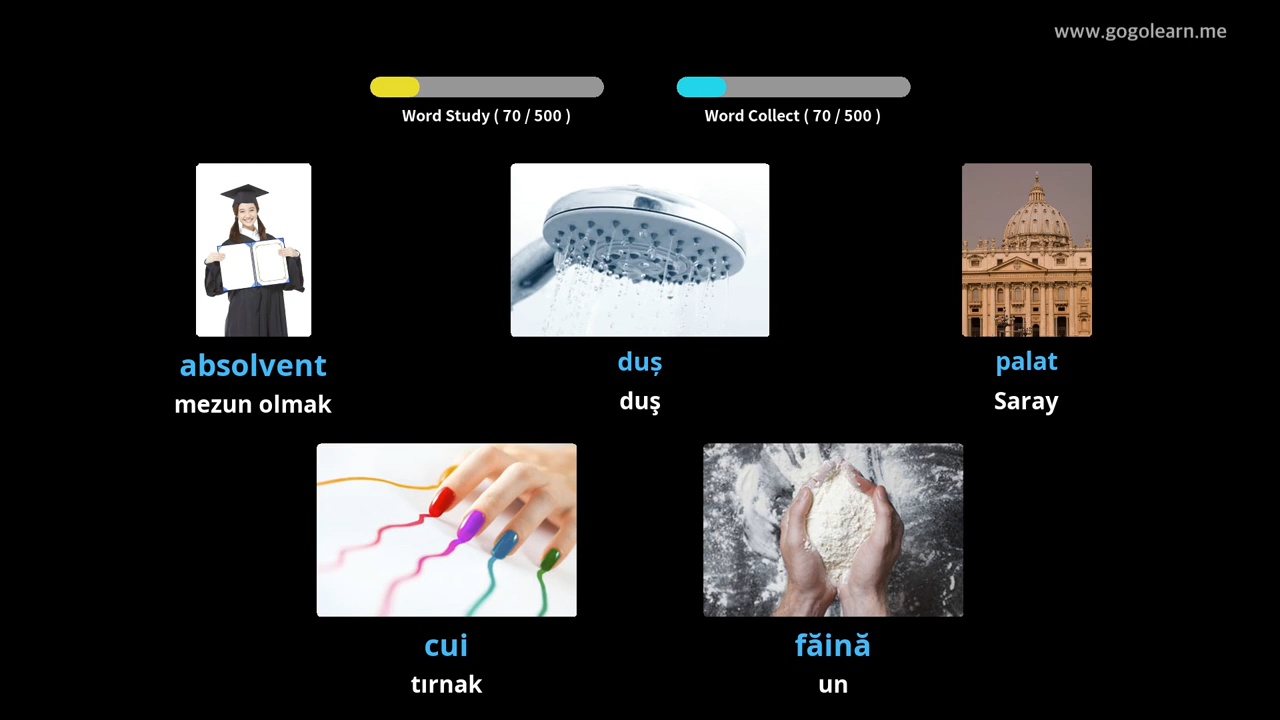 www.gogolearn.me
Word Study ( 70 / 500 )
Word Collect ( 70 / 500 )
absolvent
mezun olmak
duș
duş
palat
Saray
cui
tırnak
făină
un